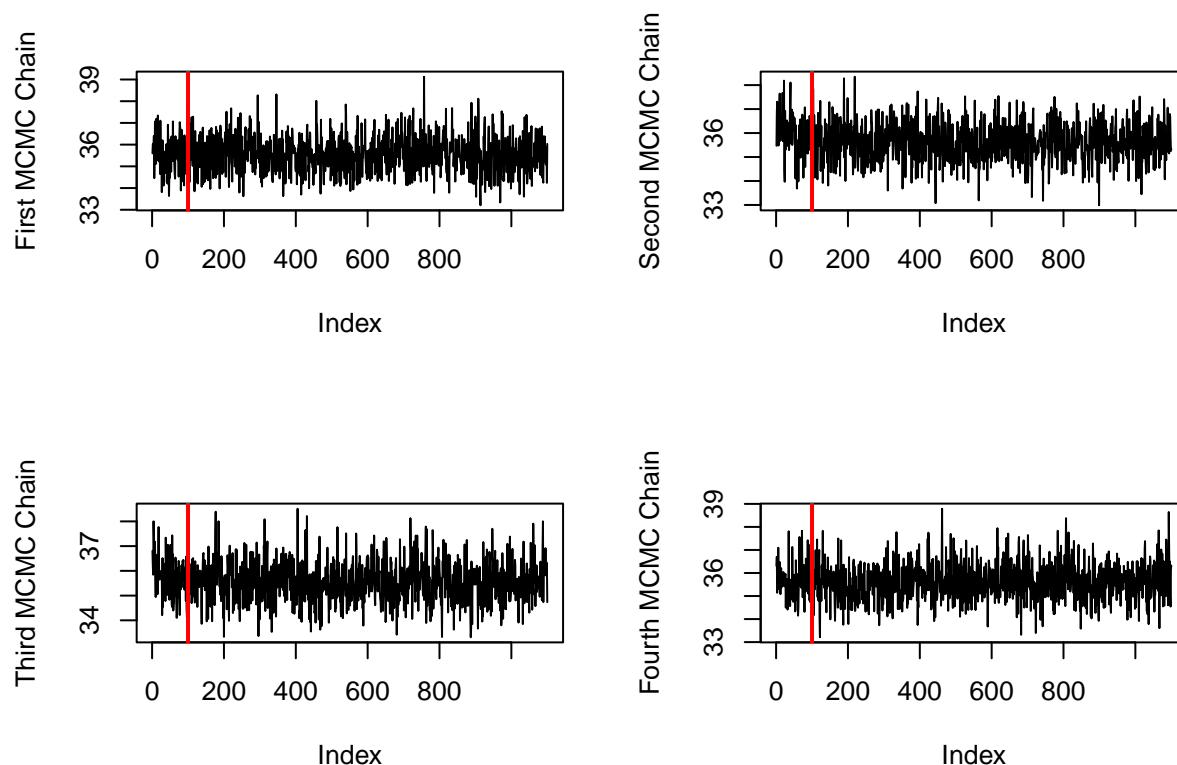 First MCMC Chain
39
36
33
0 200 400 600 800
Index
Second MCMC Chain
36
33
0 200 400 600 800
Index
Third MCMC Chain
37
34
0 200 400 600 800
Index
Fourth MCMC Chain
39
36
33
0 200 400 600 800
Index